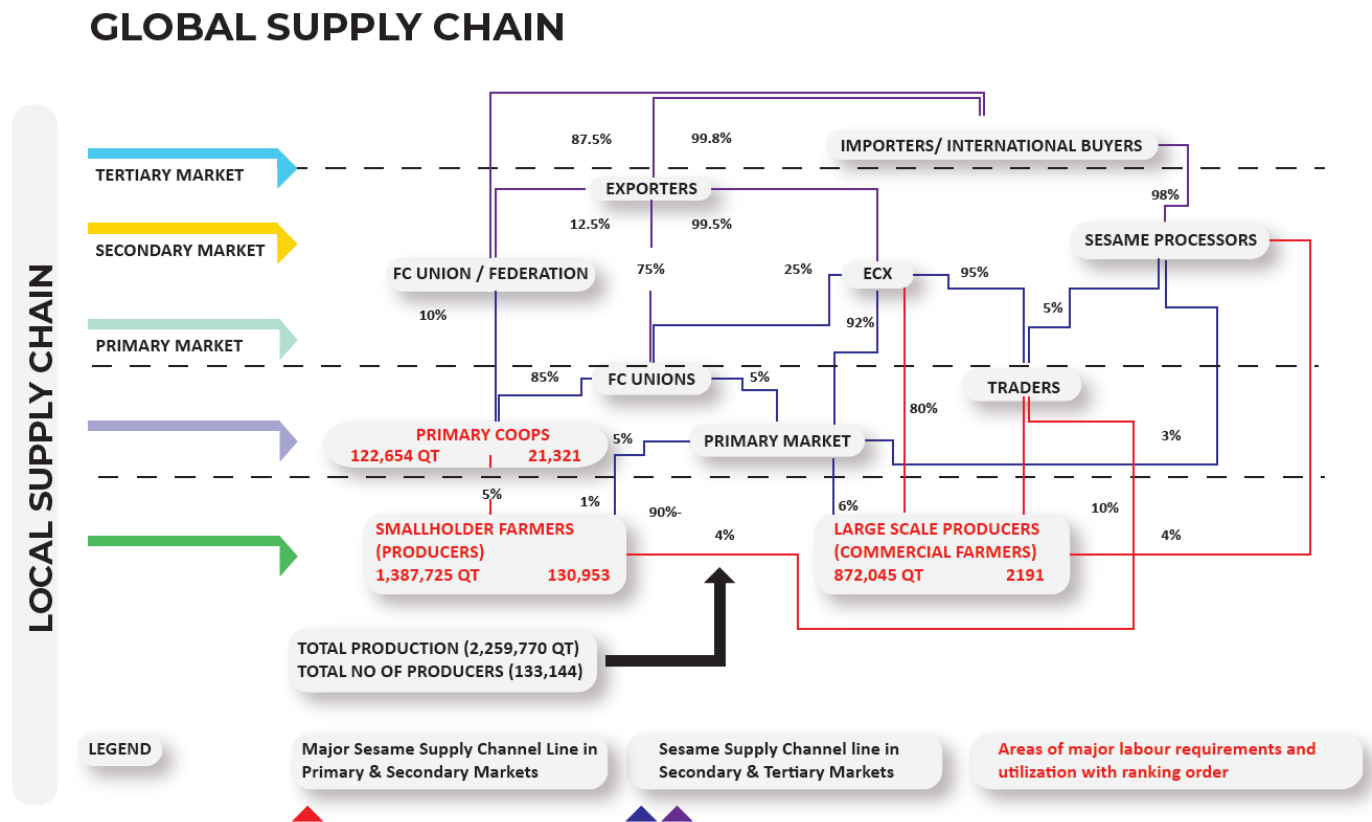 GLOBAL SUPPLY CHAIN
LOCAL SUPPLY CHAIN
87.5%
99.8%
IMPORTERS/ INTERNATIONAL BUYERS
TERTIARY MARKET
EXPORTERS
98%
12.5%
99.5%
SECONDARY MARKET
SESAME PROCESSORS
FC UNION / FEDERATION
75%
25%
ECX
95%
10%
92%
5%
PRIMARY MARKET
85%
FC UNIONS
5%
TRADERS
80%
PRIMARY COOPS
122,654 QT 21,321
5%
PRIMARY MARKET
3%
5%
1%
90%-
6%
10%
4%
4%
SMALLHOLDER FARMERS
(PRODUCERS)
1,387,725 QT 130,953
LARGE SCALE PRODUCERS
(COMMERCIAL FARMERS)
872,045 QT 2191
TOTAL PRODUCTION (2,259,770 QT)
TOTAL NO OF PRODUCERS (133,144)
LEGEND
Major Sesame Supply Channel Line in
Primary & Secondary Markets
Sesame Supply Channel line in
Secondary & Tertiary Markets
Areas of major labour requirements and
utilization with ranking order